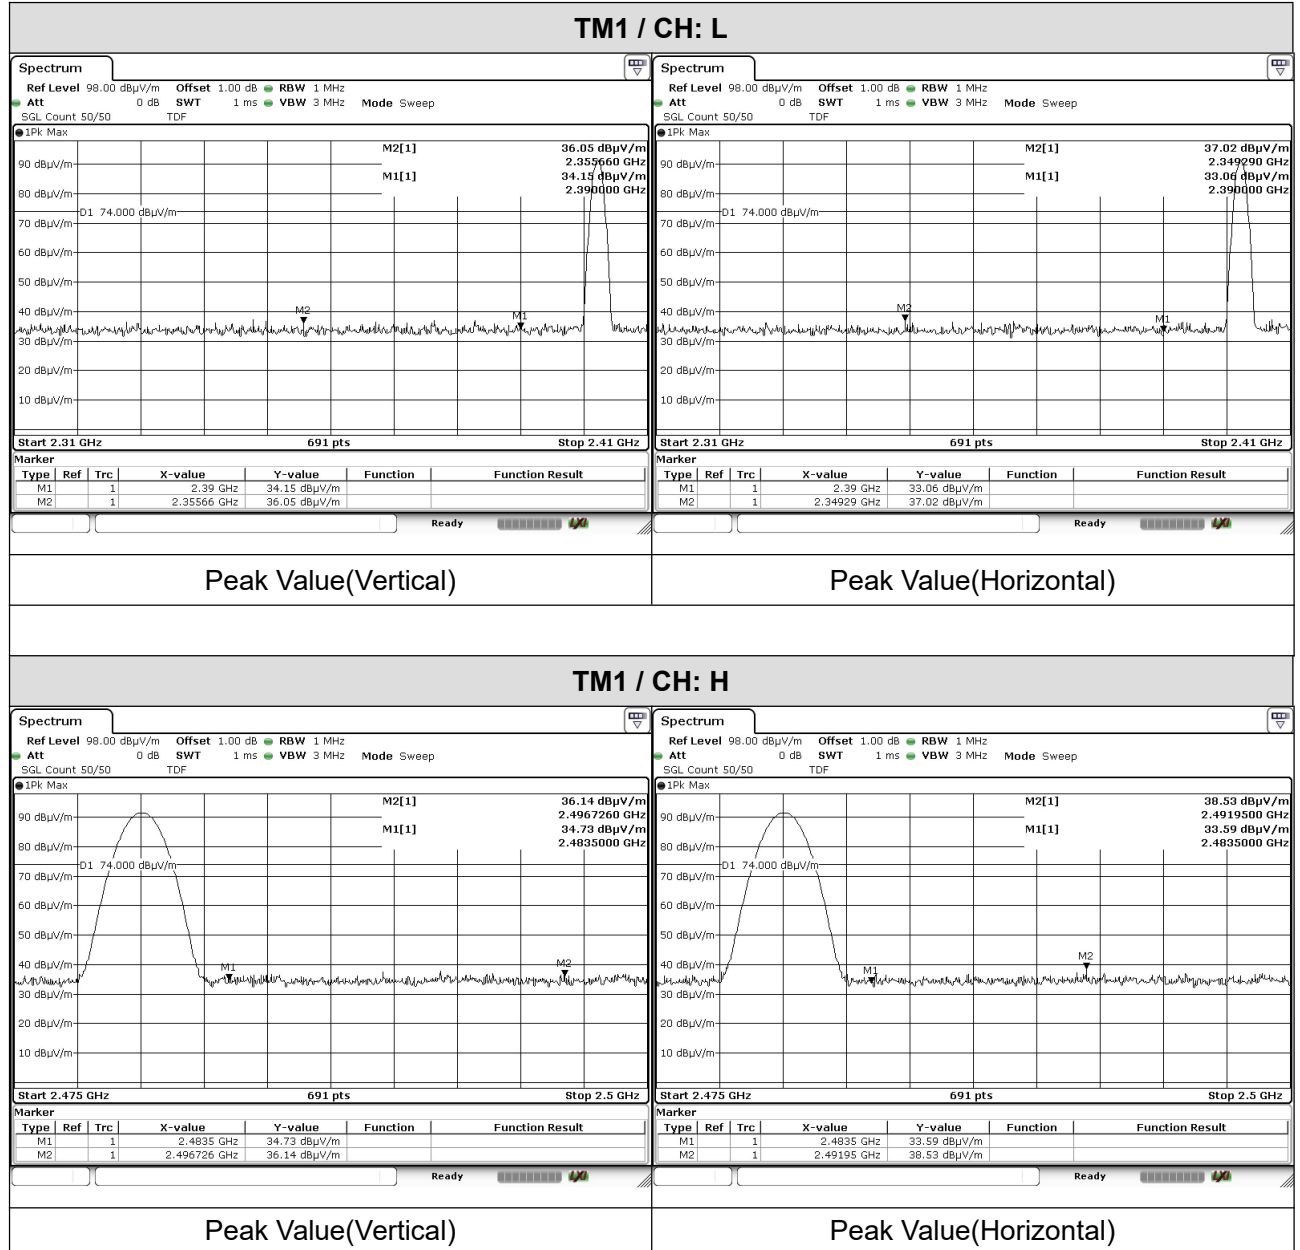 TM1 / CH: L
Spectrum
Ref Level 98.00 dBµV/m Offset 1.00 dB RBW 1 MHz
Att 0 dB SWT 1 ms VBW 3 MHz Mode Sweep
SGL Count 50/50 TDF
1Pk Max
M2[1] 36.05 dBµV/m
2.355660 GHz
M1[1] 34.15 dBµV/m
2.390000 GHz
90 dBµV/m
80 dBµV/m
D1 74.000 dBµV/m
70 dBµV/m
60 dBµV/m
50 dBµV/m
40 dBµV/m
M2
M1
30 dBµV/m
20 dBµV/m
10 dBµV/m
Start 2.31 GHz 691 pts Stop 2.41 GHz
Marker
Type Ref Trc X-value Y-value Function Function Result
M1 1 2.39 GHz 34.15 dBµV/m
M2 1 2.35566 GHz 36.05 dBµV/m
Ready LXI
Peak Value(Vertical)
Spectrum
Ref Level 98.00 dBµV/m Offset 1.00 dB RBW 1 MHz
Att 0 dB SWT 1 ms VBW 3 MHz Mode Sweep
SGL Count 50/50 TDF
1Pk Max
M2[1] 37.02 dBµV/m
2.349290 GHz
M1[1] 33.06 dBµV/m
2.390000 GHz
90 dBµV/m
80 dBµV/m
D1 74.000 dBµV/m
70 dBµV/m
60 dBµV/m
50 dBµV/m
40 dBµV/m
M2
M1
30 dBµV/m
20 dBµV/m
10 dBµV/m
Start 2.31 GHz 691 pts Stop 2.41 GHz
Marker
Type Ref Trc X-value Y-value Function Function Result
M1 1 2.39 GHz 33.06 dBµV/m
M2 1 2.34929 GHz 37.02 dBµV/m
Ready LXI
Peak Value(Horizontal)
TM1 / CH: H
Spectrum
Ref Level 98.00 dBµV/m Offset 1.00 dB RBW 1 MHz
Att 0 dB SWT 1 ms VBW 3 MHz Mode Sweep
SGL Count 50/50 TDF
1Pk Max
M2[1] 36.14 dBµV/m
2.4967260 GHz
M1[1] 34.73 dBµV/m
2.4835000 GHz
90 dBµV/m
80 dBµV/m
D1 74.000 dBµV/m
70 dBµV/m
60 dBµV/m
50 dBµV/m
40 dBµV/m
M1
M2
30 dBµV/m
20 dBµV/m
10 dBµV/m
Start 2.475 GHz 691 pts Stop 2.5 GHz
Marker
Type Ref Trc X-value Y-value Function Function Result
M1 1 2.4835 GHz 34.73 dBµV/m
M2 1 2.496726 GHz 36.14 dBµV/m
Ready LXI
Peak Value(Vertical)
Spectrum
Ref Level 98.00 dBµV/m Offset 1.00 dB RBW 1 MHz
Att 0 dB SWT 1 ms VBW 3 MHz Mode Sweep
SGL Count 50/50 TDF
1Pk Max
M2[1] 38.53 dBµV/m
2.4919500 GHz
M1[1] 33.59 dBµV/m
2.4835000 GHz
90 dBµV/m
80 dBµV/m
D1 74.000 dBµV/m
70 dBµV/m
60 dBµV/m
50 dBµV/m
40 dBµV/m
M2
M1
30 dBµV/m
20 dBµV/m
10 dBµV/m
Start 2.475 GHz 691 pts Stop 2.5 GHz
Marker
Type Ref Trc X-value Y-value Function Function Result
M1 1 2.4835 GHz 33.59 dBµV/m
M2 1 2.49195 GHz 38.53 dBµV/m
Ready LXI
Peak Value(Horizontal)